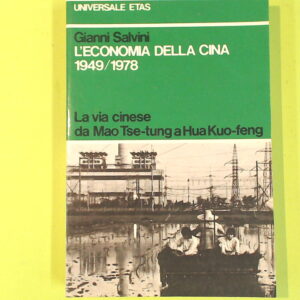 UNIVERSALE ETAS
Gianni Salvini
L'ECONOMIA DELLA CINA
1949/1978
La via cinese
da Mao Tse-tung a Hua Kuo-feng